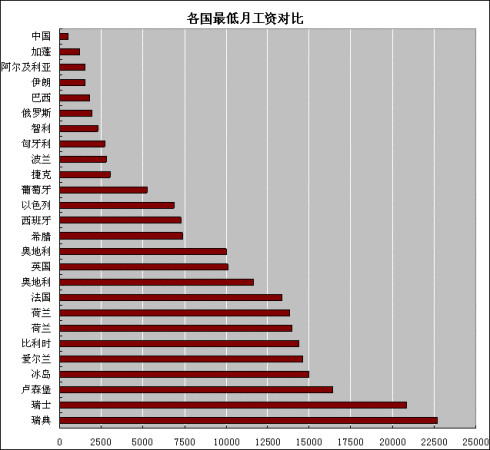 各国最低月工资对比
中国
加蓬
阿尔及利亚
伊朗
巴西
俄罗斯
智利
匈牙利
波兰
捷克
葡萄牙
以色列
西班牙
希腊
奥地利
英国
奥地利
法国
荷兰
荷兰
比利时
爱尔兰
冰岛
卢森堡
瑞士
瑞典
0 2500 5000 7500 10000 12500 15000 17500 20000 22500 25000